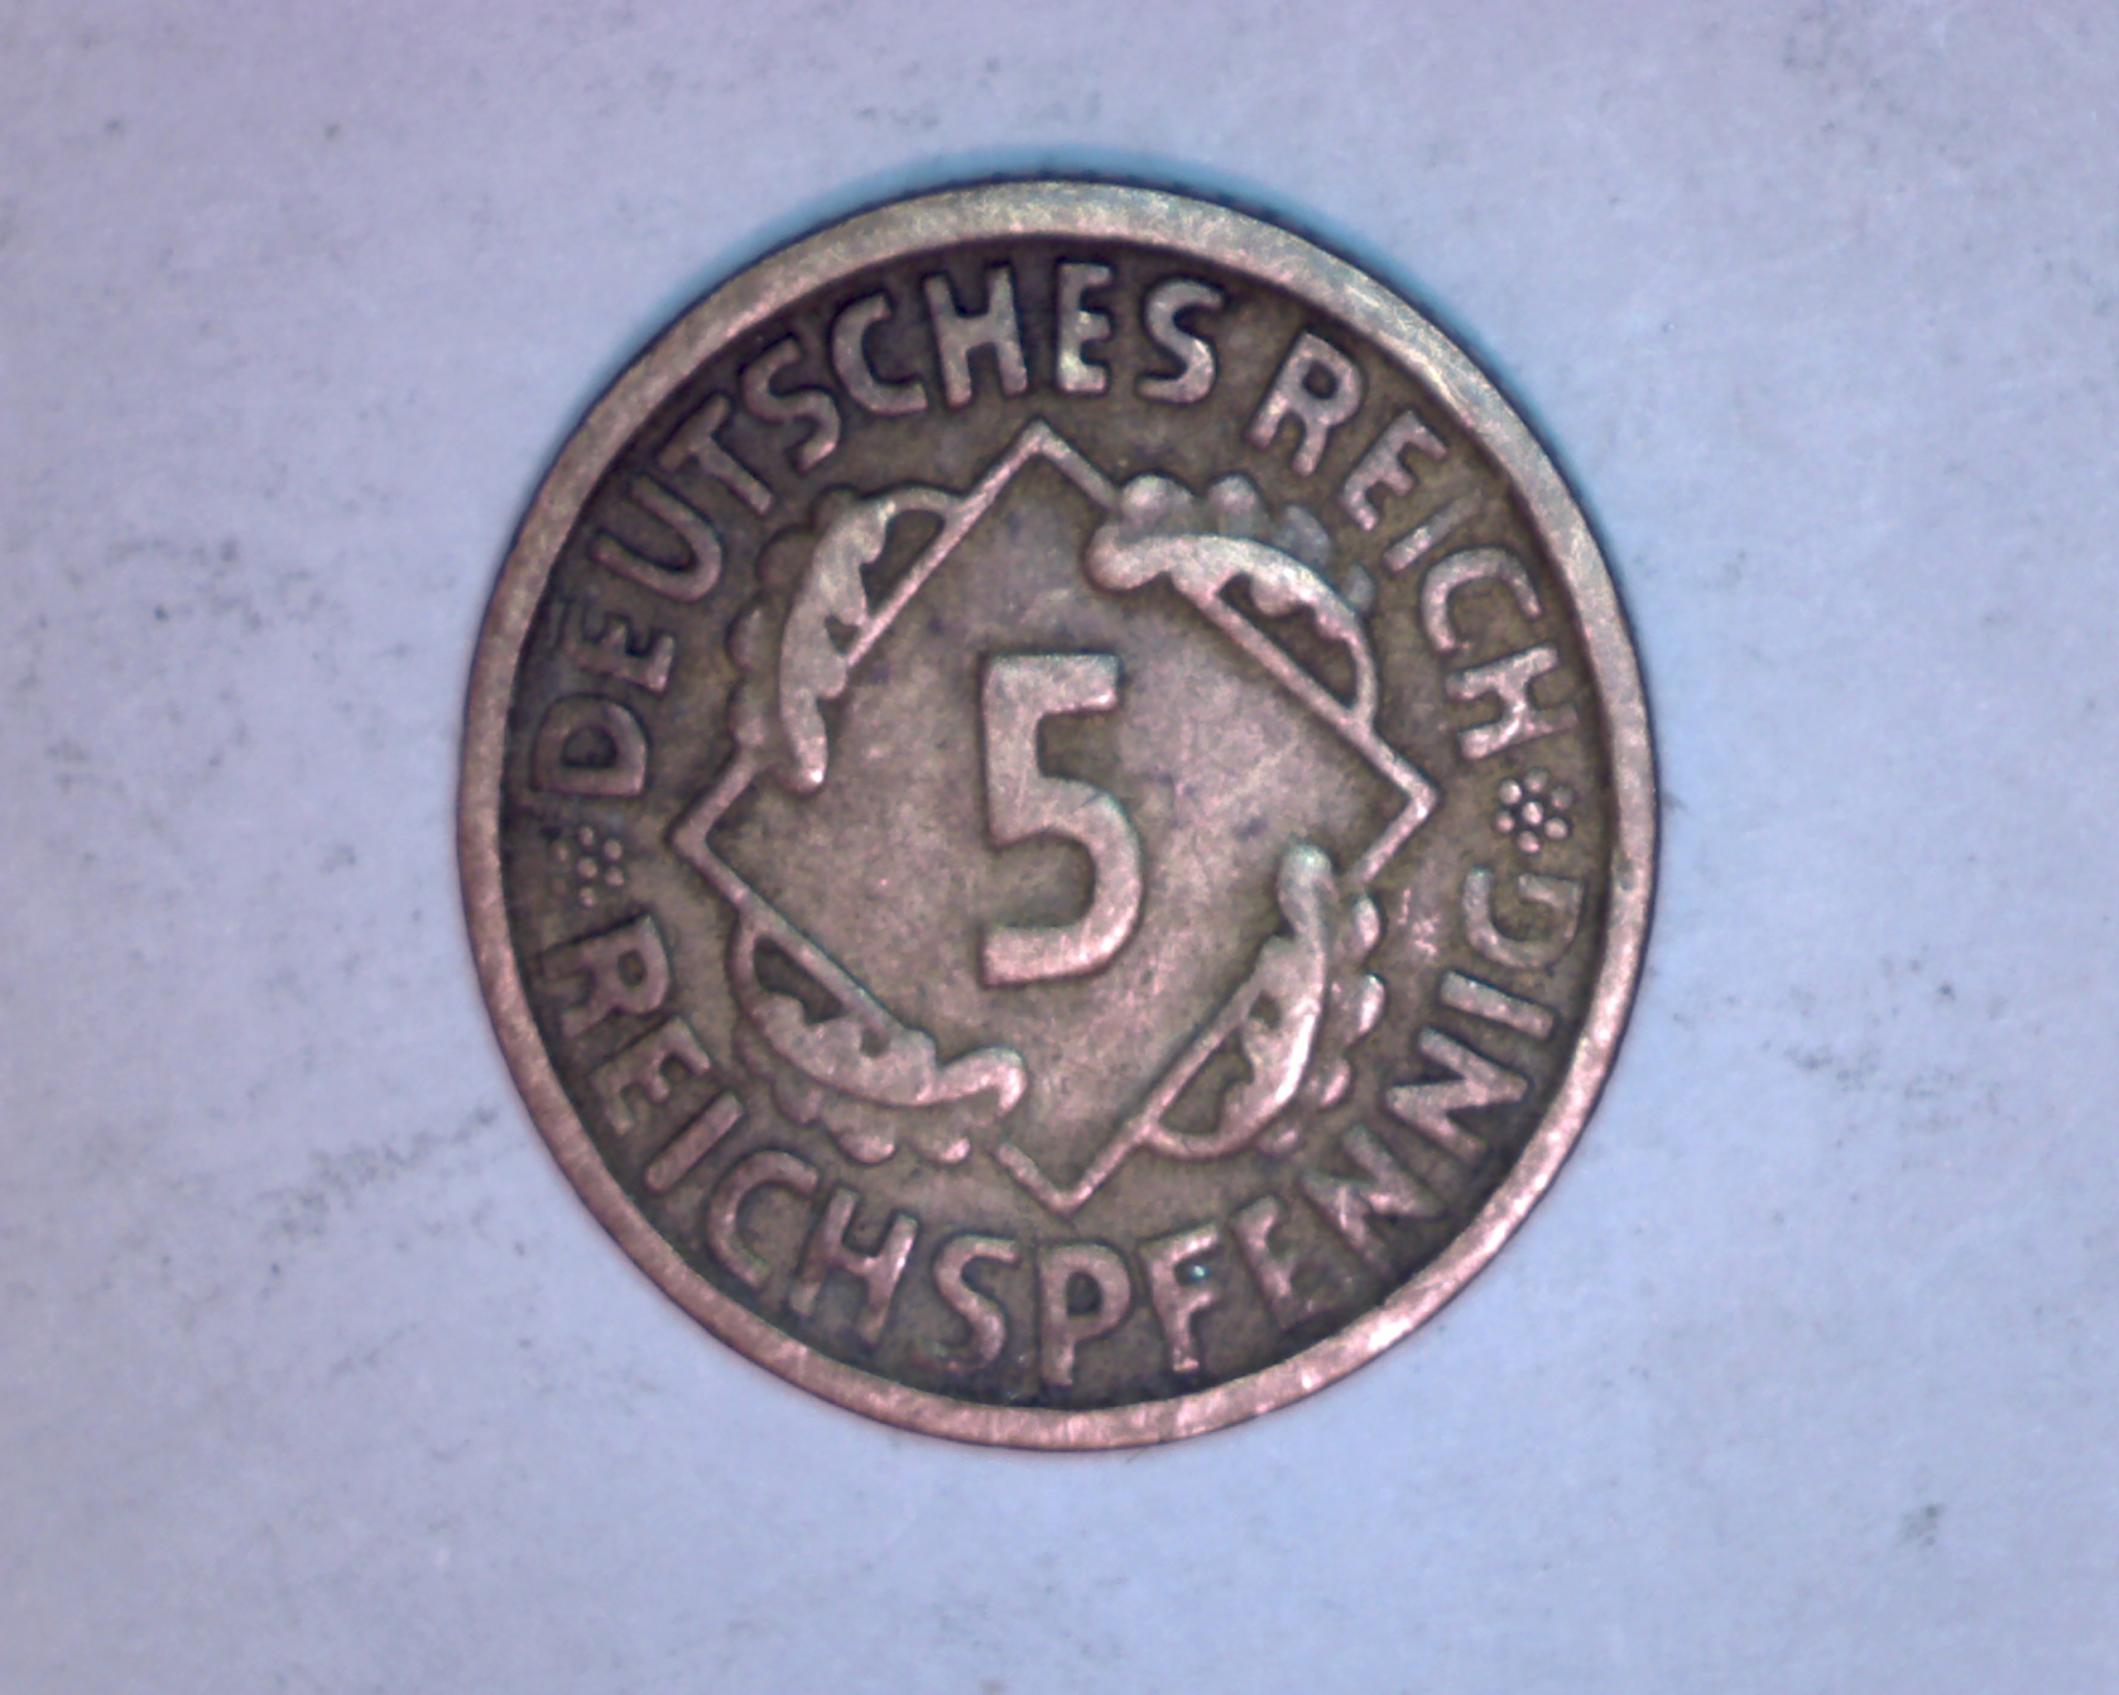 DEUTSCHES REICH
5
REICHSPFENNIG